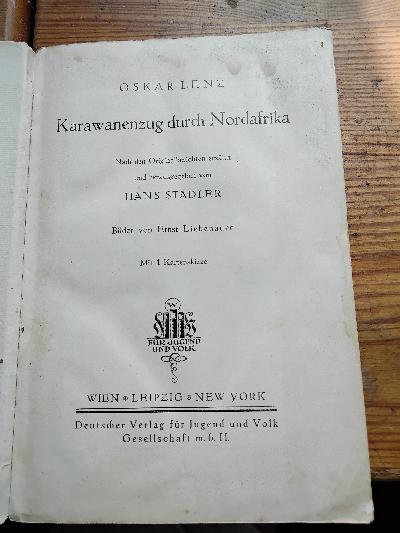 OSKAR LENZ
Karawanenzug durch Nordafrika
Nach den Originalberichten erzählt
und herausgegeben von
HANS STADLER
Bilder von Ernst Liebenauer
Mit 1 Kartenskizze
FÜR JUGEND
UND VOLK
WIEN * LEIPZIG * NEW YORK
Deutscher Verlag für Jugend und Volk
Gesellschaft m. b. H.